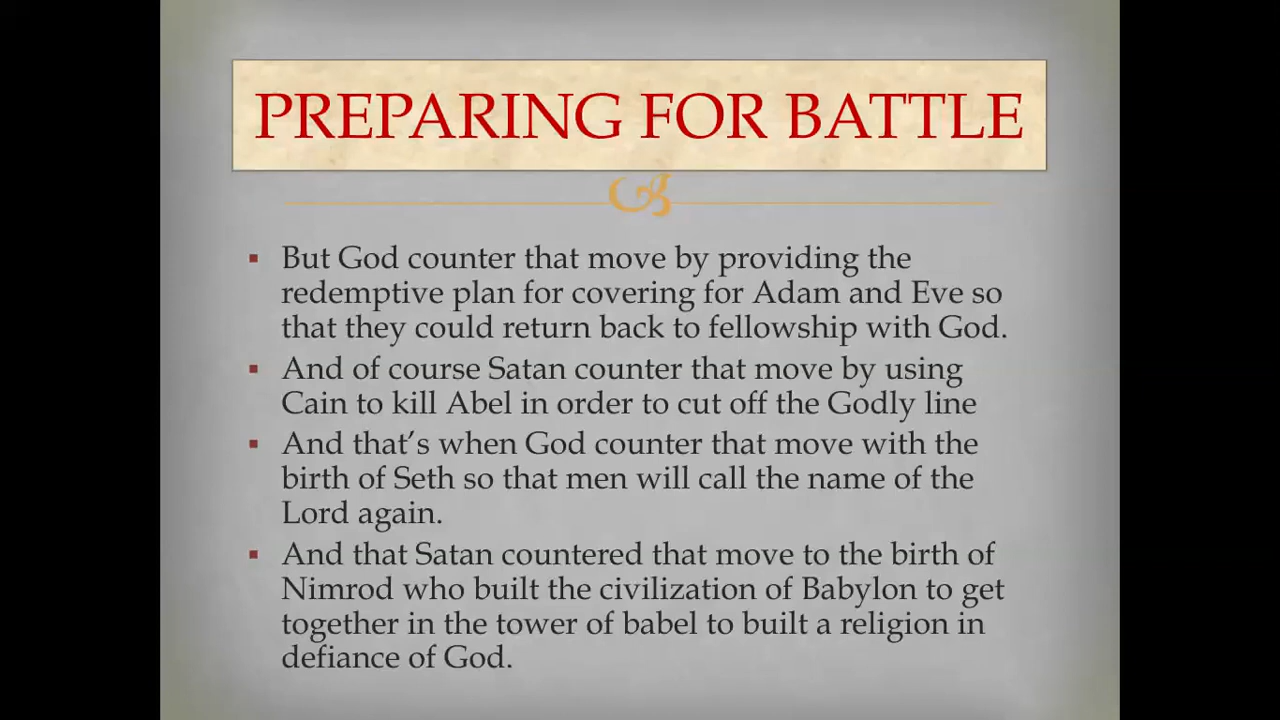 PREPARING FOR BATTLE
▪ But God counter that move by providing the
redemptive plan for covering for Adam and Eve so
that they could return back to fellowship with God.
▪ And of course Satan counter that move by using
Cain to kill Abel in order to cut off the Godly line
▪ And that’s when God counter that move with the
birth of Seth so that men will call the name of the
Lord again.
▪ And that Satan countered that move to the birth of
Nimrod who built the civilization of Babylon to get
together in the tower of babel to built a religion in
defiance of God.